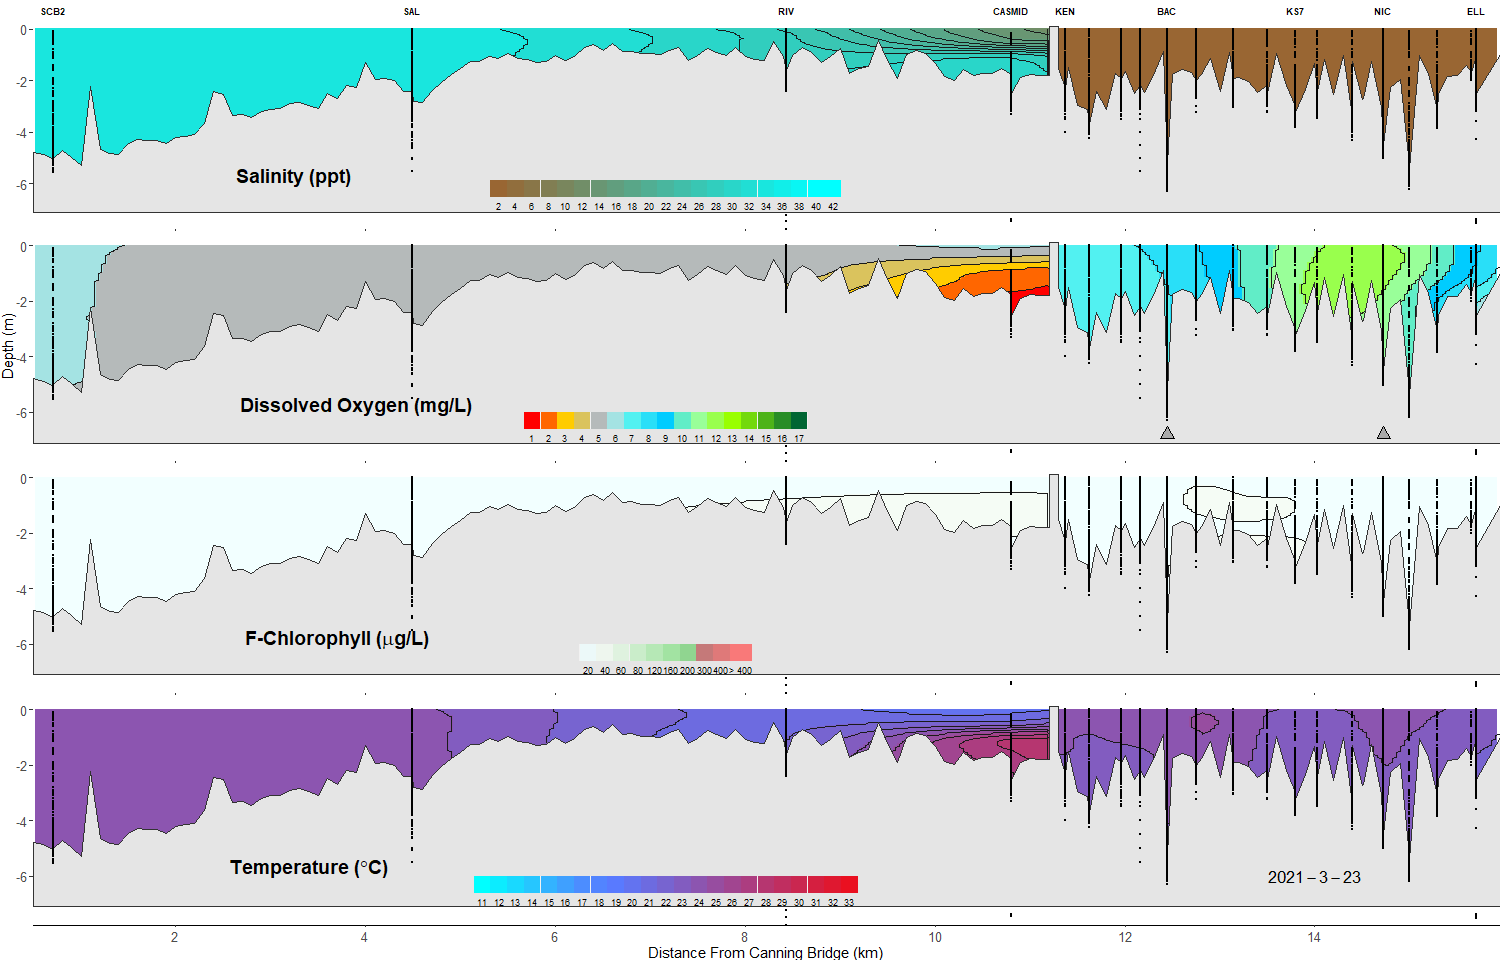 SCB2 SAL RIV CASMID KEN BAC KS7 NIC ELL
0
-2
-4
-6
Salinity (ppt)
2 4 6 8 10 12 14 16 18 20 22 24 26 28 30 32 34 36 38 40 42
0
-2
-4
-6
Depth (m)
Dissolved Oxygen (mg/L)
1 2 3 4 5 6 7 8 9 10 11 12 13 14 15 16 17
0
-2
-4
-6
F-Chlorophyll (µg/L)
20 40 60 80 120 160 200 300 400 > 400
0
-2
-4
-6
Temperature (°C)
2021 – 3 – 23
11 12 13 14 15 16 17 18 19 20 21 22 23 24 25 26 27 28 29 30 31 32 33
2 4 6 8 10 12 14
Distance From Canning Bridge (km)